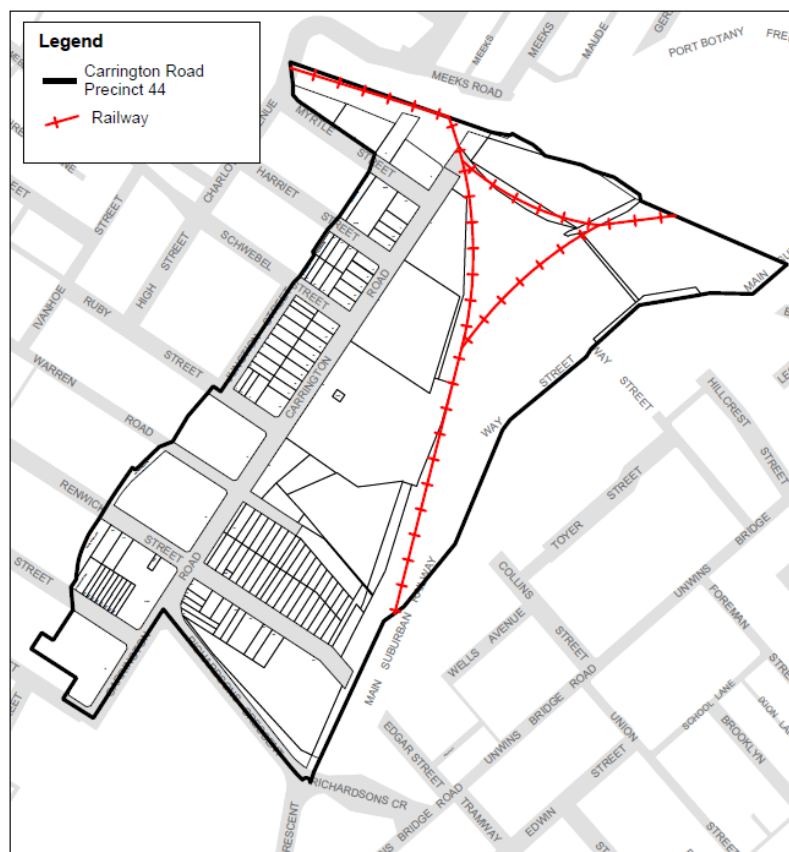 Legend
Carrington Road
Precinct 44
Railway
MEEKS
MEEKS
MAUDE
PORT BOTANY
MEEKS ROAD
MYRTLE
STREET
HARRIET
STREET
SCHWEBEL
STREET
STREET
HIGH STREET
IVANHOE
RUBY
STREET
WARREN
ROAD
RENWICK
STREET
STREET
CARRINGTON
ROAD
ROAD
MAIN
STREET
WAY
WAY
STREET
HILLCREST
STREET
TOYER
STREET
UNWINS
BRIDGE
COLLINS
STREET
WELLS AVENUE
UNWINS BRIDGE ROAD
FOREMAN
UNION
STREET
SCHOOL LANE
BROOKLYN
MAIN SUBURBAN RAILWAY
EDGAR STREET
BRIDGE ROAD
TRAMWAY
EDWIN
STREET
STREET
RICHARDSONS CR